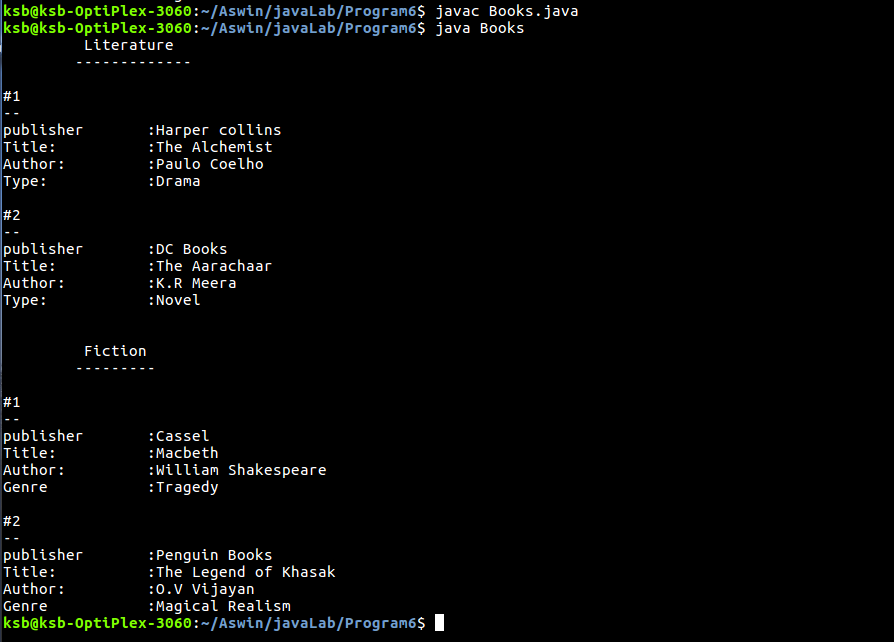 ksb@ksb-OptiPlex-3060:~/Aswin/javaLab/Program6$ javac Books.java
ksb@ksb-OptiPlex-3060:~/Aswin/javaLab/Program6$ java Books
Literature
-------------
#1
--
publisher        :Harper collins
Title:           :The Alchemist
Author:          :Paulo Coelho
Type:            :Drama
#2
--
publisher        :DC Books
Title:           :The Aarachaar
Author:          :K.R Meera
Type:            :Novel
Fiction
---------
#1
--
publisher        :Cassel
Title:           :Macbeth
Author:          :William Shakespeare
Genre            :Tragedy
#2
--
publisher        :Penguin Books
Title:           :The Legend of Khasak
Author:          :O.V Vijayan
Genre            :Magical Realism
ksb@ksb-OptiPlex-3060:~/Aswin/javaLab/Program6$